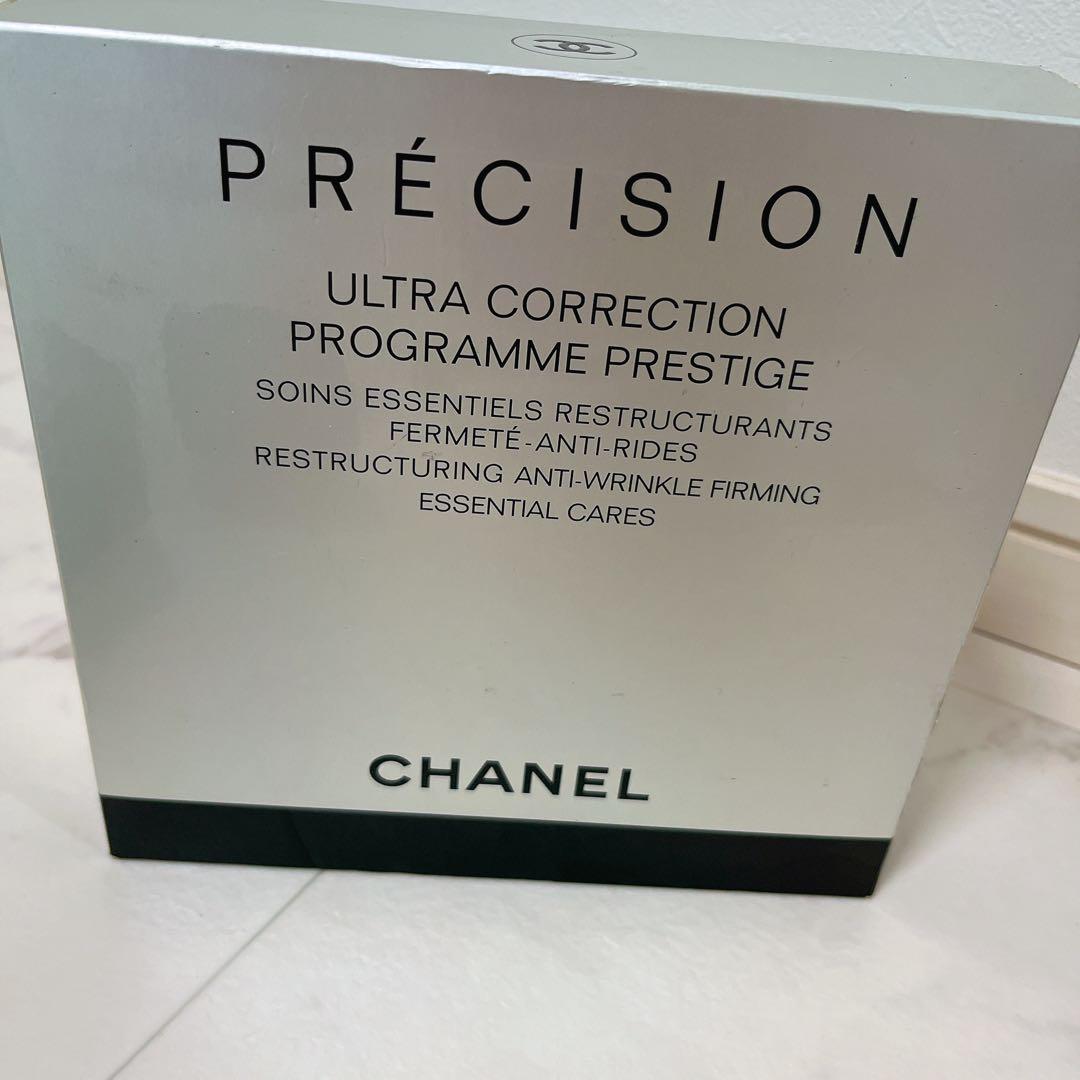 PRÉCISION
ULTRA CORRECTION
PROGRAMME PRESTIGE
SOINS ESSENTIELS RESTRUCTURANTS
FERMETÉ-ANTI-RIDES
RESTRUCTURING ANTI-WRINKLE FIRMING
ESSENTIAL CARES
CHANEL